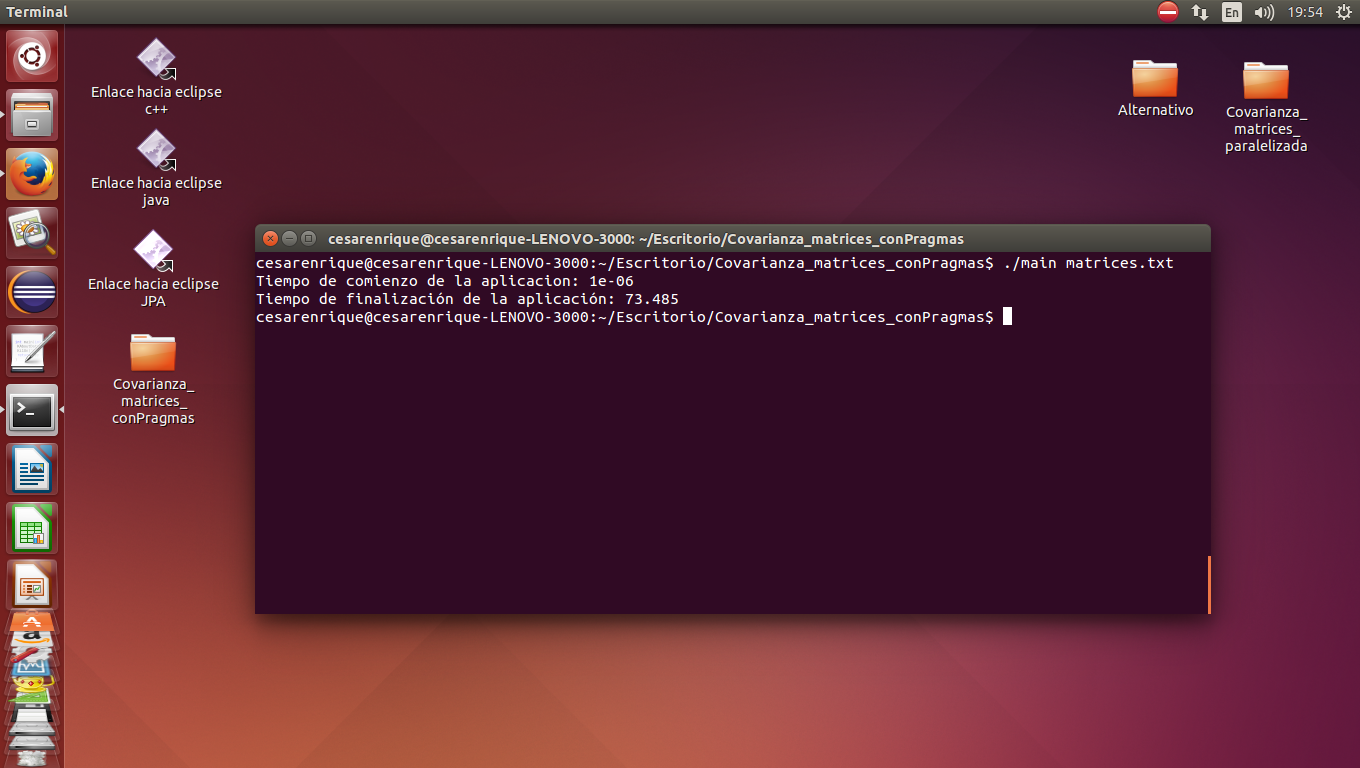 Terminal
En
19:54
Enlace hacia eclipse
c++
Enlace hacia eclipse
java
Enlace hacia eclipse
JPA
Covarianza_
matrices_
conPragmas
Alternativo
Covarianza_
matrices_
paralelizada
cesarenrique@cesarenrique-LENOVO-3000: ~/Escritorio/Covarianza_matrices_conPragmas
cesarenrique@cesarenrique-LENOVO-3000:~/Escritorio/Covarianza_matrices_conPragmas$ ./main matrices.txt
Tiempo de comienzo de la aplicacion: 1e-06
Tiempo de finalización de la aplicación: 73.485
cesarenrique@cesarenrique-LENOVO-3000:~/Escritorio/Covarianza_matrices_conPragmas$